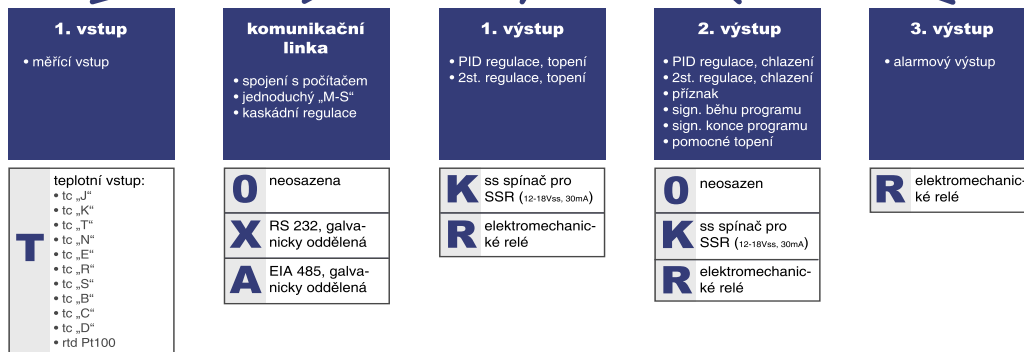 1. vstup
• měřící vstup
T
teplotní vstup:
• tc „J“
• tc „K“
• tc „T“
• tc „N“
• tc „E“
• tc „R“
• tc „S“
• tc „B“
• tc „C“
• tc „D“
• rtd Pt100
komunikační
linka
• spojení s počítačem
• jednoduchý „M-S“
• kaskádní regulace
0 neosazena
X RS 232, galva-
nicky oddělená
A EIA 485, galva-
nicky oddělená
1. výstup
• PID regulace, topení
• 2st. regulace, topení
K ss spínač pro
SSR (12-18Vss, 30mA)
R elektromechanic-
ké relé
2. výstup
• PID regulace, chlazení
• 2st. regulace, chlazení
• příznak
• sign. běhu programu
• sign. konce programu
• pomocné topení
0 neosazen
K ss spínač pro
SSR (12-18Vss, 30mA)
R elektromechanic-
ké relé
3. výstup
• alarmový výstup
R elektromechanic-
ké relé